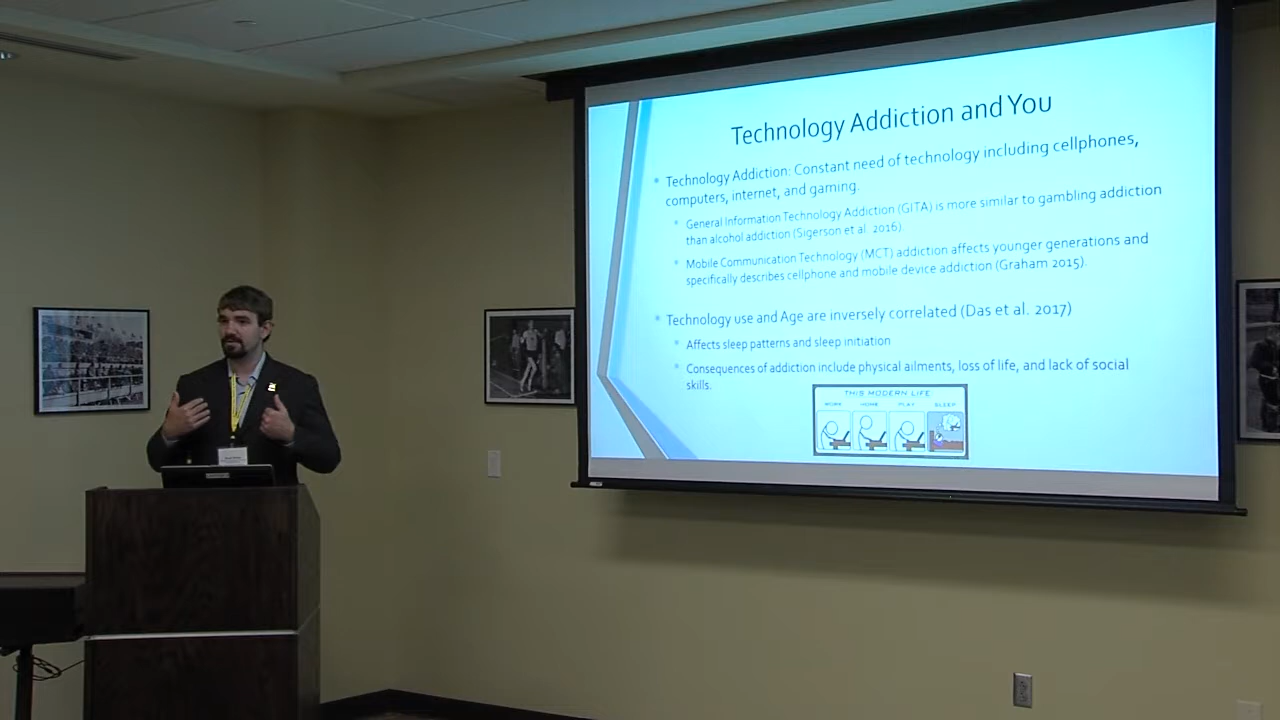 Technology Addiction and You
Technology Addiction: Constant need of technology including cellphones,
computers, internet, and gaming.
General Information Technology Addiction (GITA) is more similar to gambling addiction
than alcohol addiction (Sigerson et al. 2016).
Mobile Communication Technology (MCT) addiction affects younger generations and
specifically describes cellphone and mobile device addiction (Graham 2015).
Technology use and Age are inversely correlated (Das et al. 2017)
Affects sleep patterns and sleep initiation
Consequences of addiction include physical ailments, loss of life, and lack of social
skills.
THIS MODERN LIFE:
WORK HOME PLAY SLEEP